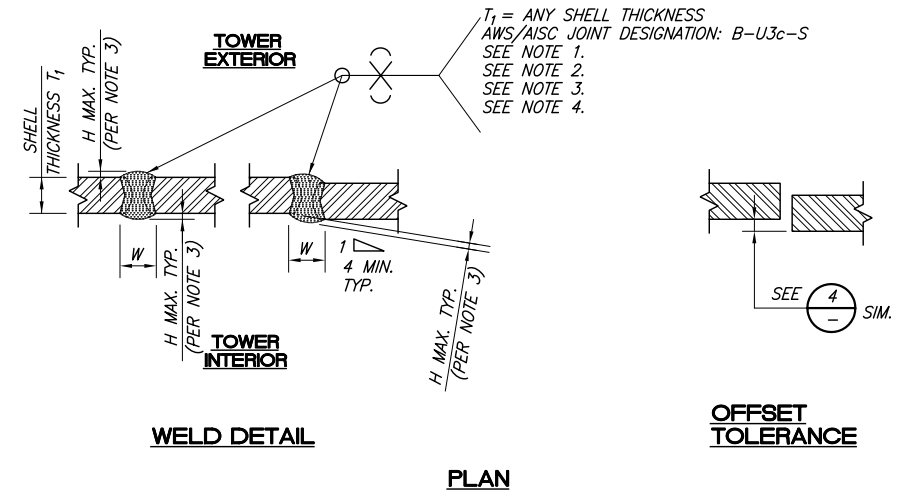 T₁ = ANY SHELL THICKNESS
AWS/AISC JOINT DESIGNATION: B-U3c-S
SEE NOTE 1.
SEE NOTE 2.
SEE NOTE 3.
SEE NOTE 4.
TOWER
EXTERIOR
SHELL
THICKNESS T₁
H MAX. TYP.
(PER NOTE 3)
W
H MAX. TYP.
(PER NOTE 3)
W
1
4 MIN.
TYP.
H MAX. TYP.
(PER NOTE 3)
TOWER
INTERIOR
SEE
4
–
SIM.
WELD DETAIL
OFFSET
TOLERANCE
PLAN